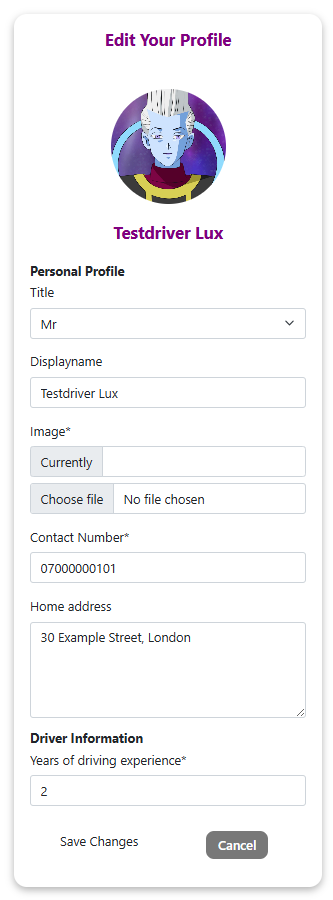 Edit Your Profile
Testdriver Lux
Personal Profile
Title
Mr
Displayname
Testdriver Lux
Image*
Currently
Choose file No file chosen
Contact Number*
07000000101
Home address
30 Example Street, London
Driver Information
Years of driving experience*
2
Save Changes Cancel